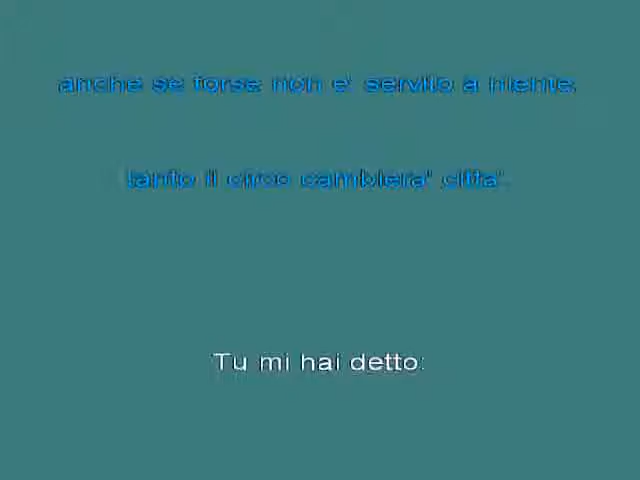 anche se forse non e' servito a niente
tanto il circo cambiera' citta'.
Tu mi hai detto: